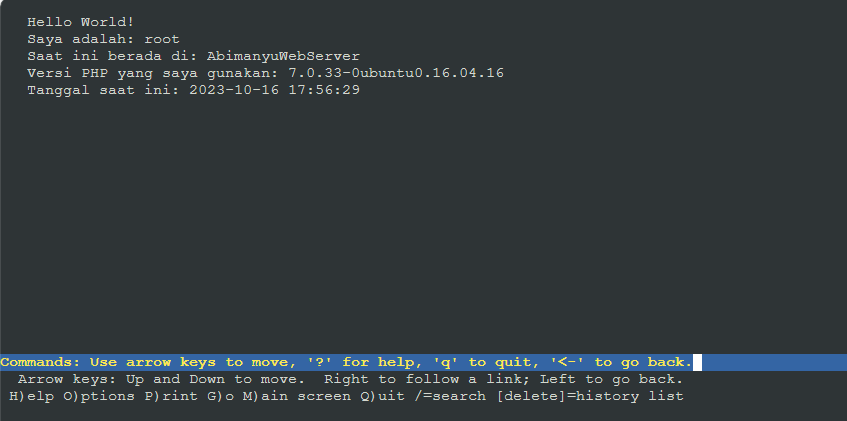 Hello World!
Saya adalah: root
Saat ini berada di: AbimanyuWebServer
Versi PHP yang saya gunakan: 7.0.33-0ubuntu0.16.04.16
Tanggal saat ini: 2023-10-16 17:56:29
Commands: Use arrow keys to move, '?' for help, 'q' to quit, '<-' to go back.
Arrow keys: Up and Down to move.  Right to follow a link; Left to go back.
H)elp O)ptions P)rint G)o M)ain screen Q)uit /=search [delete]=history list